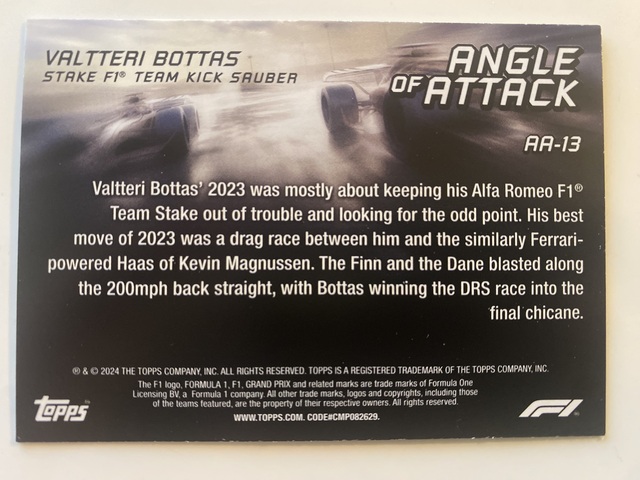 VALTTERI BOTTAS
STAKE F1® TEAM KICK SAUBER
ANGLE
OF ATTACK
AA-13
Valtteri Bottas' 2023 was mostly about keeping his Alfa Romeo F1®
Team Stake out of trouble and looking for the odd point. His best
move of 2023 was a drag race between him and the similarly Ferrari-
powered Haas of Kevin Magnussen. The Finn and the Dane blasted along
the 200mph back straight, with Bottas winning the DRS race into the
final chicane.
® & © 2024 THE TOPPS COMPANY, INC. ALL RIGHTS RESERVED. TOPPS IS A REGISTERED TRADEMARK OF THE TOPPS COMPANY, INC.
The F1 logo, FORMULA 1, F1, GRAND PRIX and related marks are trade marks of Formula One
Licensing BV, a Formula 1 company. All other trade marks, logos and copyrights, including those
of the teams featured, are the property of their respective owners. All rights reserved.
WWW.TOPPS.COM. CODE#CMP082629.
TOPPS
F1